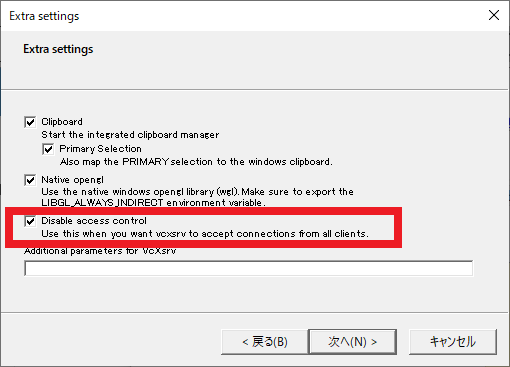 Extra settings
Extra settings
Clipboard
Start the integrated clipboard manager
Primary Selection
Also map the PRIMARY selection to the windows clipboard.
Native opengl
Use the native windows opengl library (wgl). Make sure to export the
LIBGL_ALWAYS_INDIRECT environment variable.
Disable access control
Use this when you want vcxsrv to accept connections from all clients.
Additional parameters for VcXsrv
< 戻る(B)
次へ(N) >
キャンセル